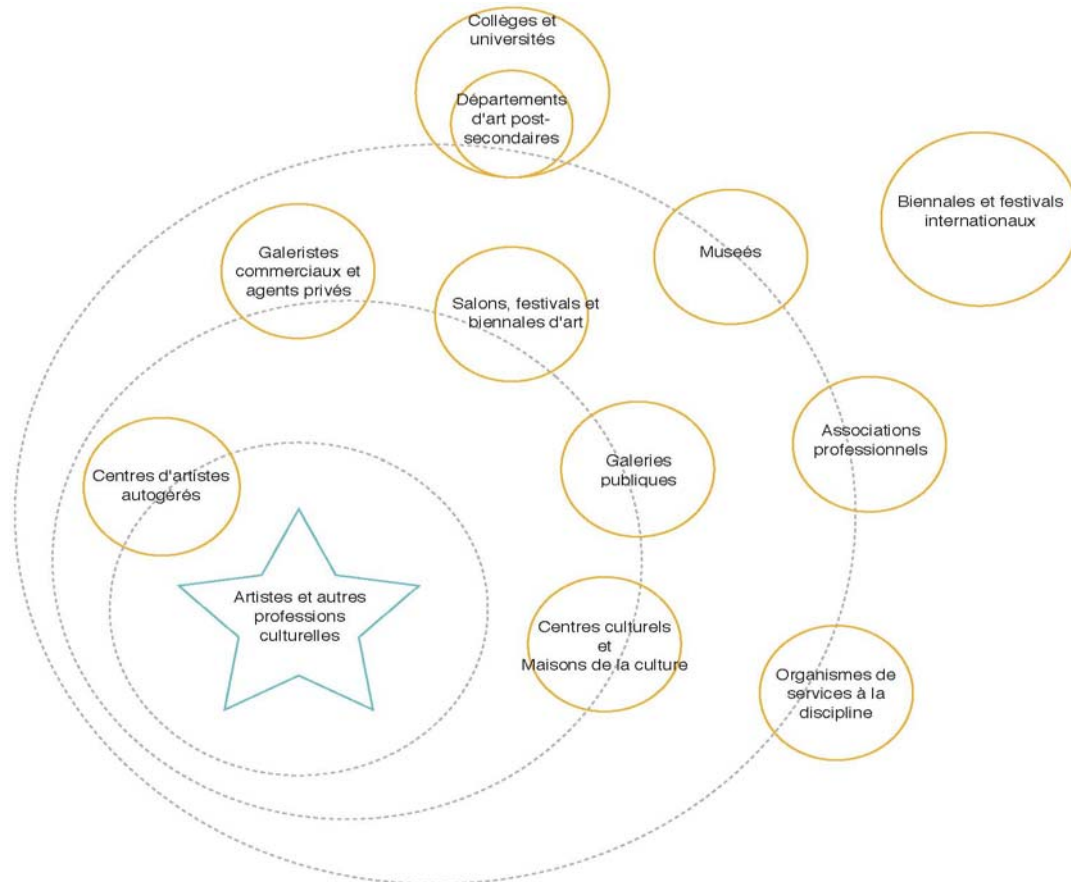 Collèges et
universités
Départements
d'art post-
secondaires
Biennales et festivals
internationaux
Museés
Galeristes
commerciaux et
agents privés
Salons, festivals et
biennales d'art
Associations
professionnels
Galeries
publiques
Centres d'artistes
autogérés
Artistes et autres
professions
culturelles
Centres culturels
et
Maisons de la culture
Organismes de
services à la
discipline